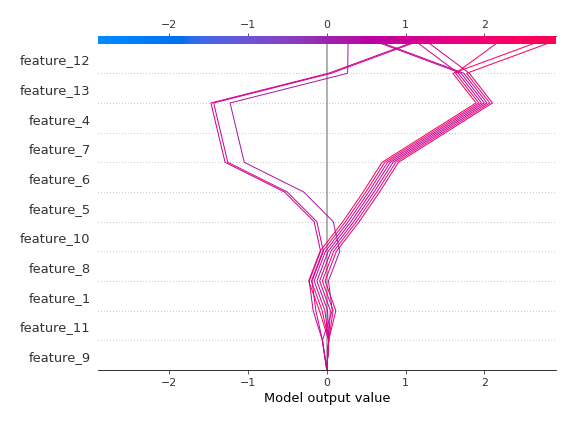 −2 −1 0 1 2
feature_12
feature_13
feature_4
feature_7
feature_6
feature_5
feature_10
feature_8
feature_1
feature_11
feature_9
−2 −1 0 1 2
Model output value